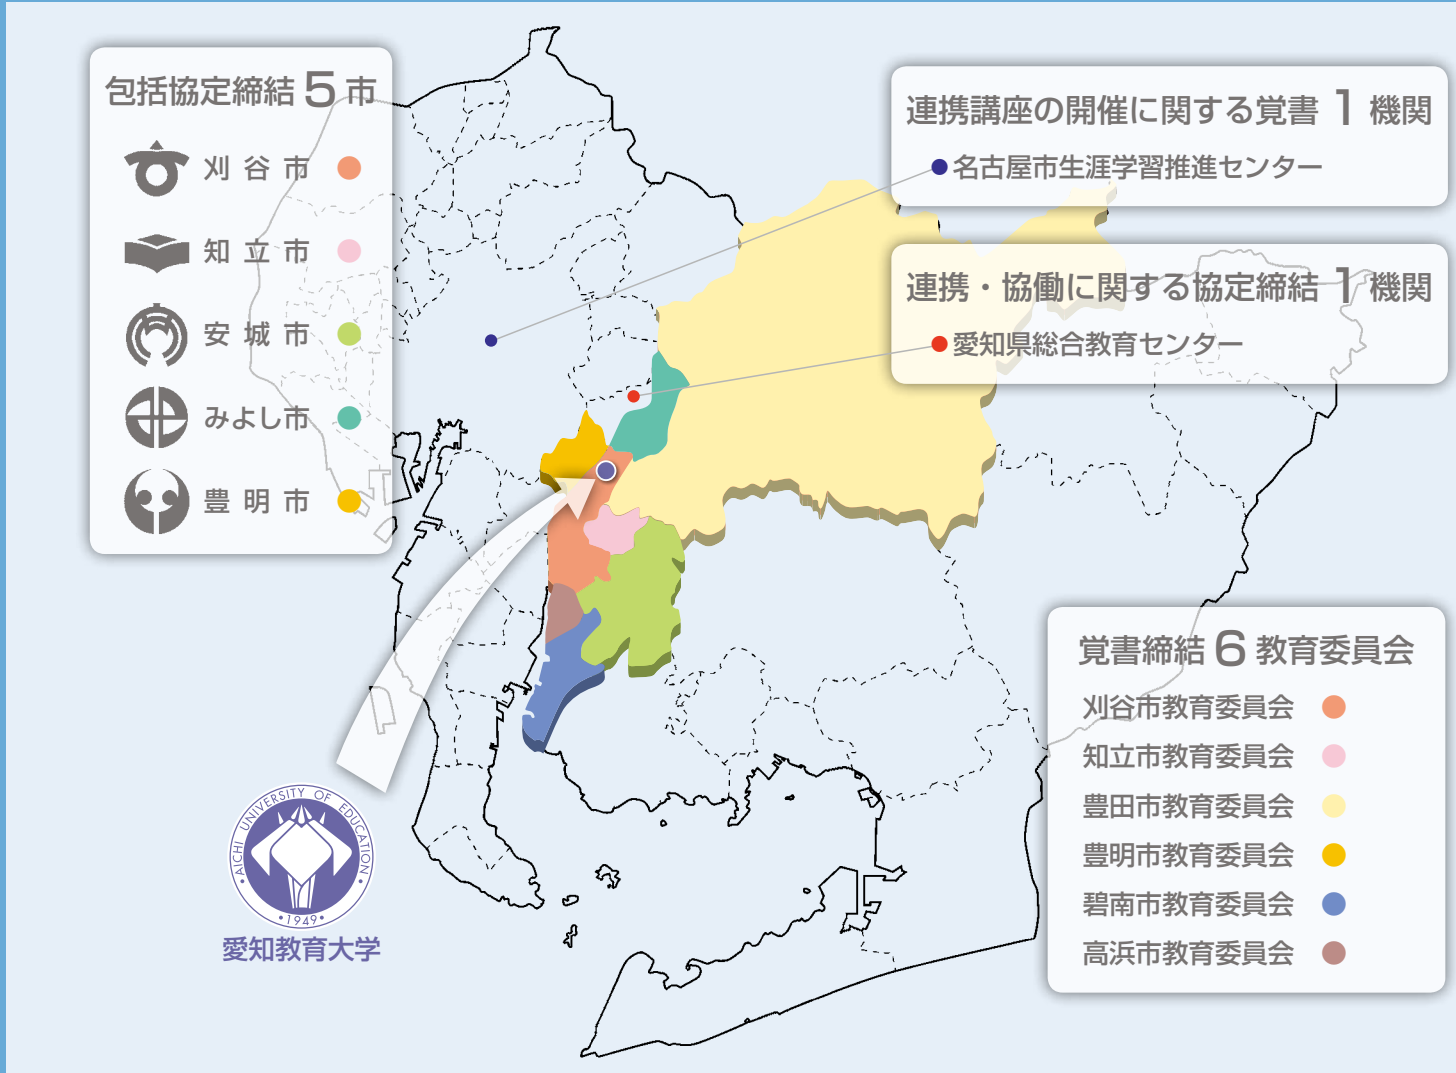 包括協定締結 5 市
刈谷市
知立市
安城市
みよし市
豊明市
連携講座の開催に関する覚書 1 機関
名古屋市生涯学習推進センター
連携・協働に関する協定締結 1 機関
愛知県総合教育センター
覚書締結 6 教育委員会
刈谷市教育委員会
知立市教育委員会
豊田市教育委員会
豊明市教育委員会
碧南市教育委員会
高浜市教育委員会
AICHI UNIVERSITY OF EDUCATION
・1949・
愛知教育大学